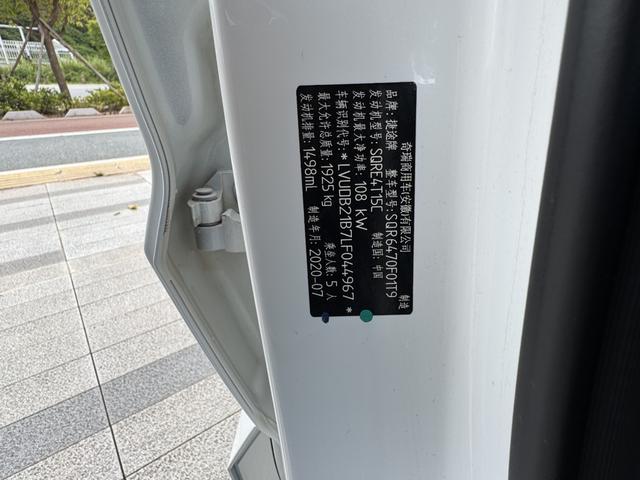 奇瑞商用车(安徽)有限公司 制造
品牌：捷途牌 整车型号：SQR6470F01T9
发动机型号：SQRE4T15C 制造国：中国
发动机最大净功率：108 kW
车辆识别代号：*LVUDB21B7LF044967*
最大允许总质量：1925 kg 乘坐人数：5 人
发动机排量：1498mL 制造年月：2020-07